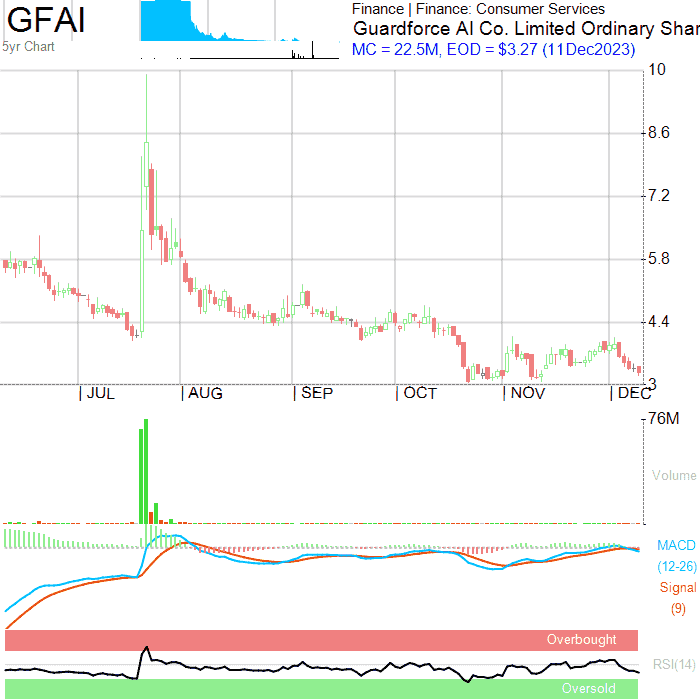 GFAI
5yr Chart
Finance | Finance: Consumer Services
Guardforce AI Co. Limited Ordinary Shar
MC = 22.5M, EOD = $3.27 (11Dec2023)
10
8.6
7.2
5.8
4.4
3
JUL
AUG
SEP
OCT
NOV
DEC
76M
Volume
MACD
(12-26)
Signal
(9)
Overbought
RSI(14)
Oversold